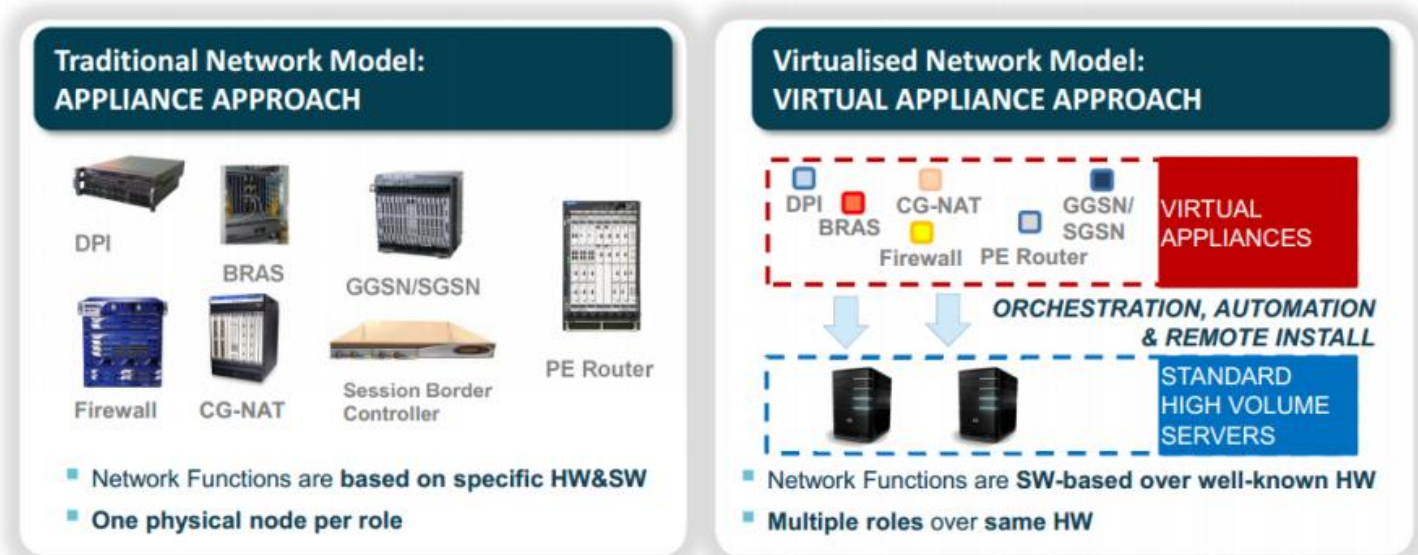 Traditional Network Model:
APPLIANCE APPROACH
DPI
BRAS
GGSN/SGSN
PE Router
Firewall
CG-NAT
Session Border
Controller
▪ Network Functions are based on specific HW&SW
▪ One physical node per role
Virtualised Network Model:
VIRTUAL APPLIANCE APPROACH
DPI
BRAS
CG-NAT
Firewall
PE Router
GGSN/
SGSN
VIRTUAL
APPLIANCES
ORCHESTRATION, AUTOMATION
& REMOTE INSTALL
STANDARD
HIGH VOLUME
SERVERS
▪ Network Functions are SW-based over well-known HW
▪ Multiple roles over same HW